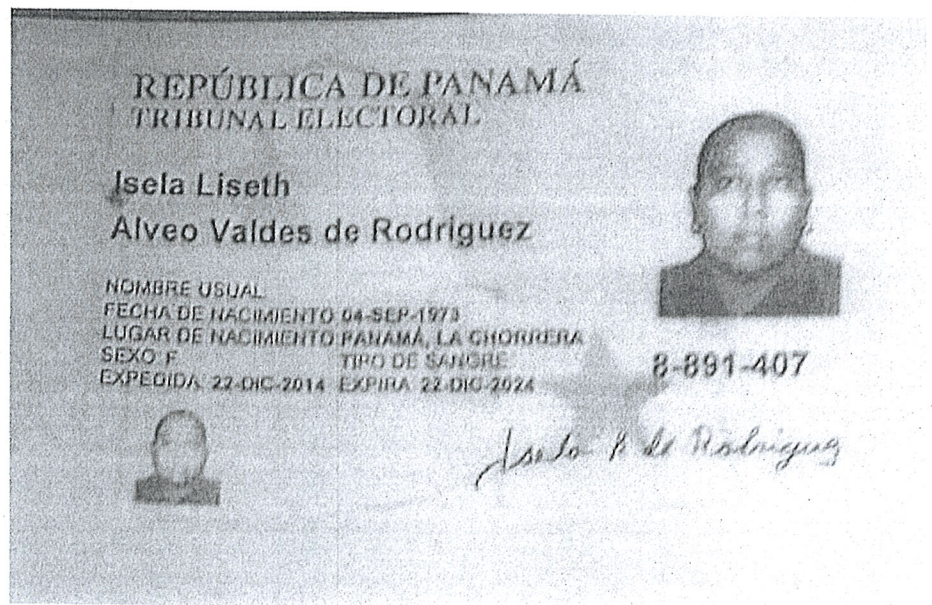 REPÚBLICA DE PANAMÁ
TRIBUNAL ELECTORAL
Isela Liseth
Alveo Valdes de Rodriguez
NOMBRE USUAL
FECHA DE NACIMIENTO 04-SEP-1973
LUGAR DE NACIMIENTO PANAMÁ, LA CHORRERA
SEXO F TIPO DE SANGRE
EXPEDIDA 22-DIC-2014 EXPIRA 22-DIC-2024
8-891-407
de Rodriguez